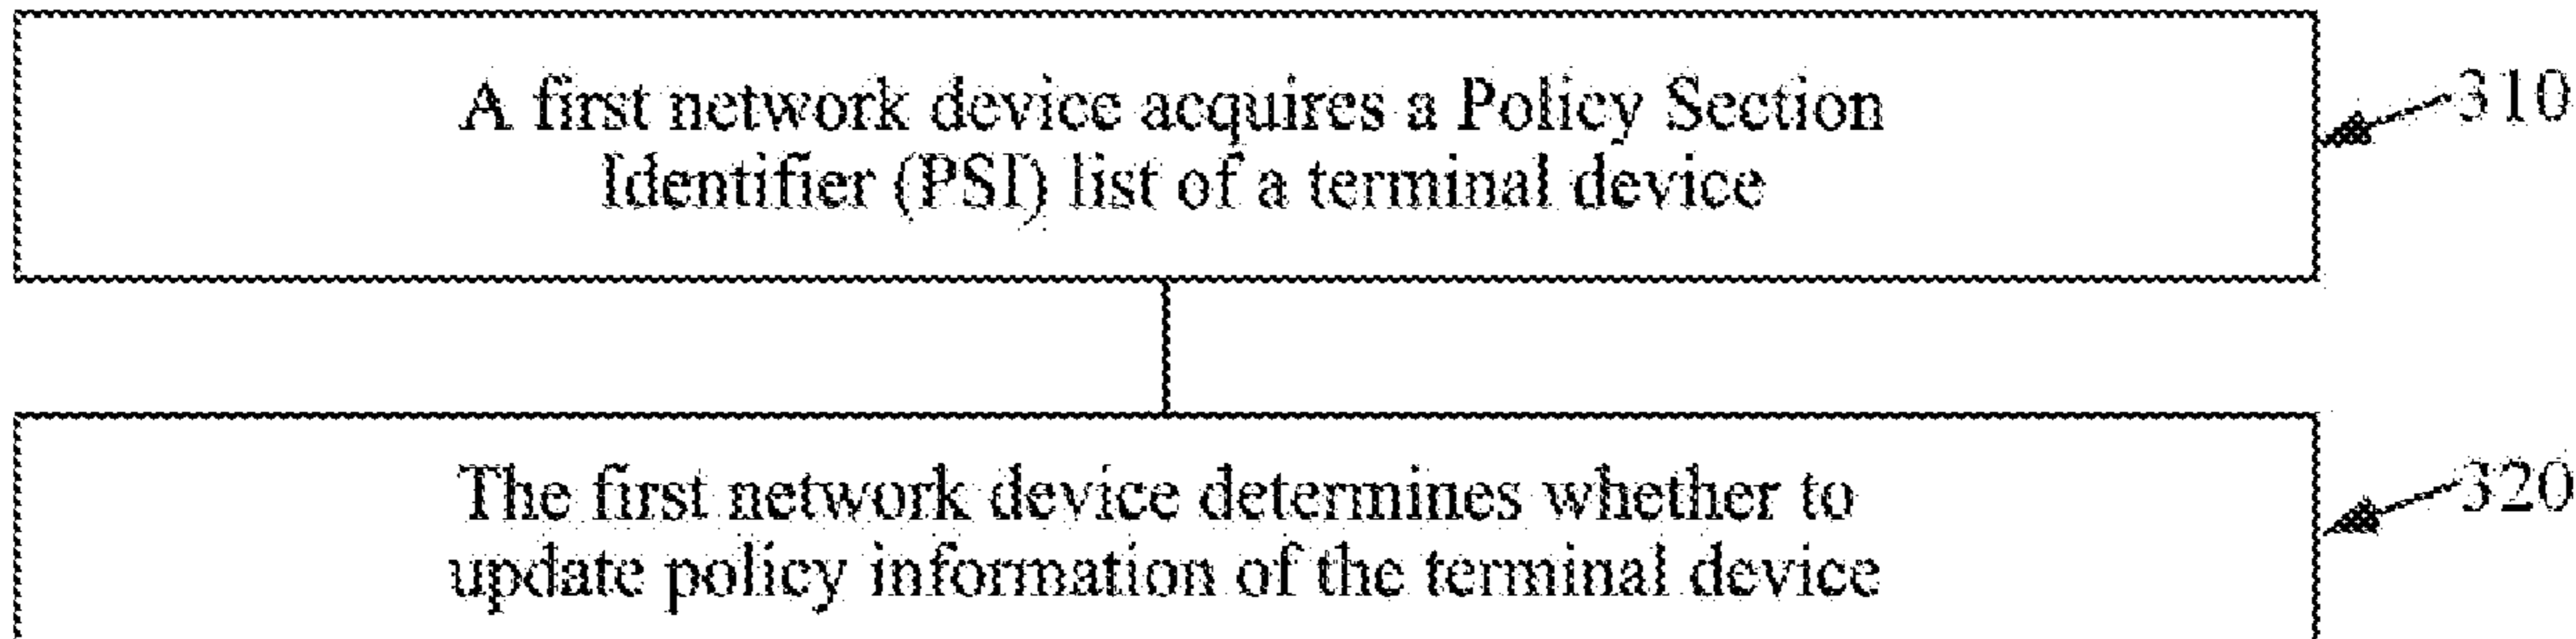 A first network device acquires a Policy Section
Identifier (PSI) list of a terminal device
310
The first network device determines whether to
update policy information of the terminal device
320